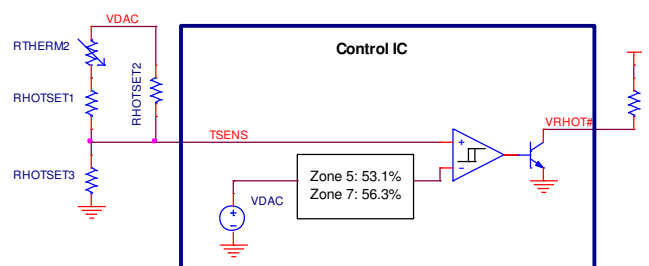 VDAC
RTHERM2
Control IC
RHOTSET1
RHOTSET2
VRHOT#
TSENS
+
-
RHOTSET3
Zone 5: 53.1%
Zone 7: 56.3%
VDAC
+
-